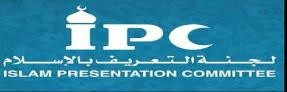 IPC
لجنة التعريف بالإسلام
ISLAM PRESENTATION COMMITTEE